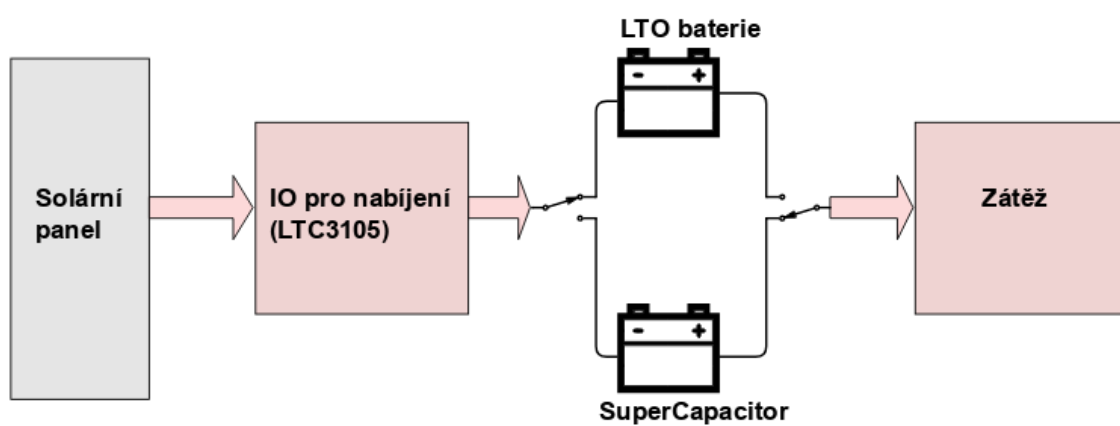 LTO baterie
- +
Solární
panel
IO pro nabíjení
(LTC3105)
Zátěž
- +
SuperCapacitor